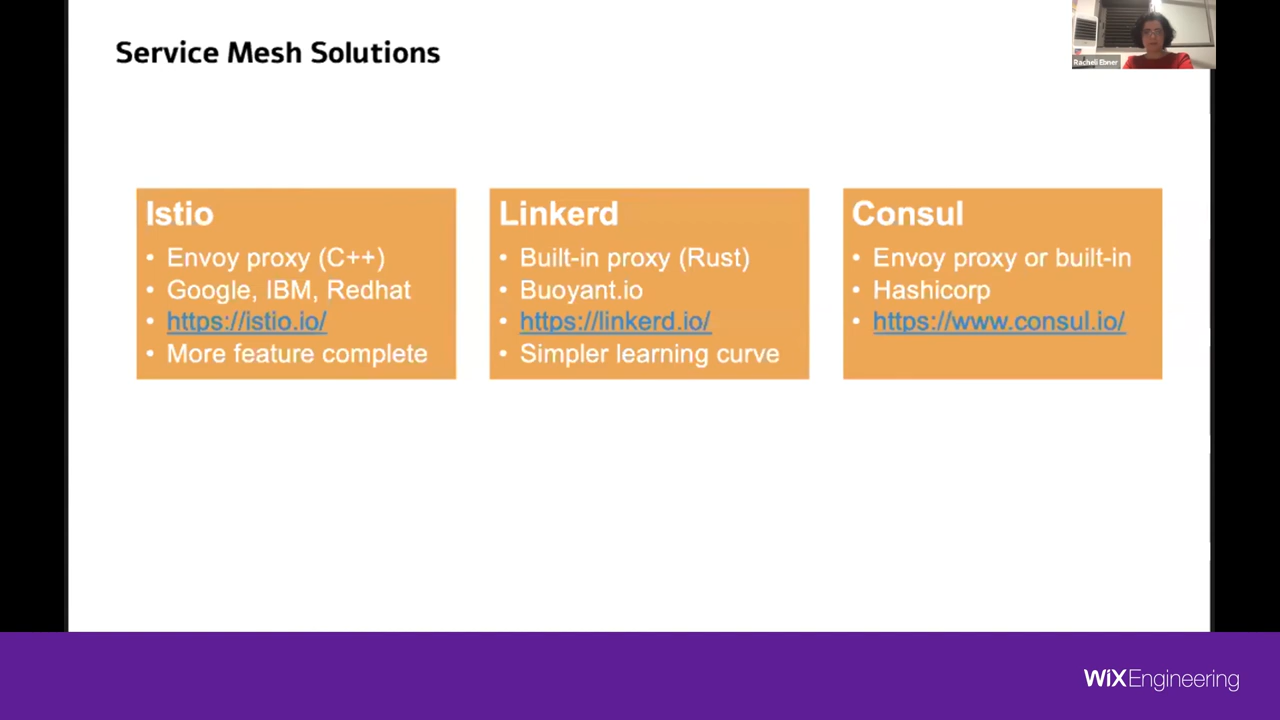 Service Mesh Solutions
Racheli Ebner
Istio
• Envoy proxy (C++)
• Google, IBM, Redhat
• https://istio.io/
• More feature complete
Linkerd
• Built-in proxy (Rust)
• Buoyant.io
• https://linkerd.io/
• Simpler learning curve
Consul
• Envoy proxy or built-in
• Hashicorp
• https://www.consul.io/
WiXEngineering